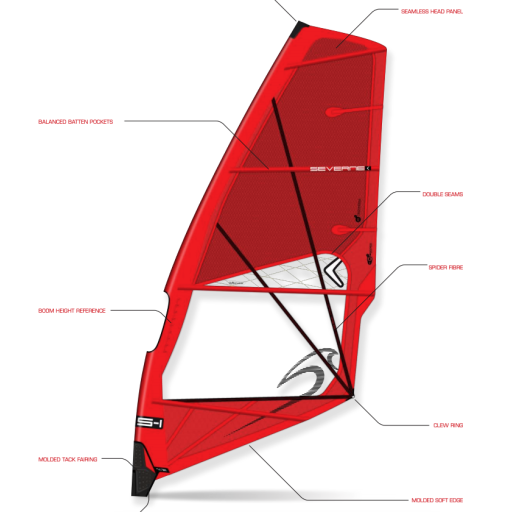 SEAMLESS HEAD PANEL
BALANCED BATTEN POCKETS
SEVERNE
DOUBLE SEAMS
SPIDER FIBRE
BOOM HEIGHT REFERENCE
S-1
CLEW RING
MOLDED TACK FAIRING
MOLDED SOFT EDGE